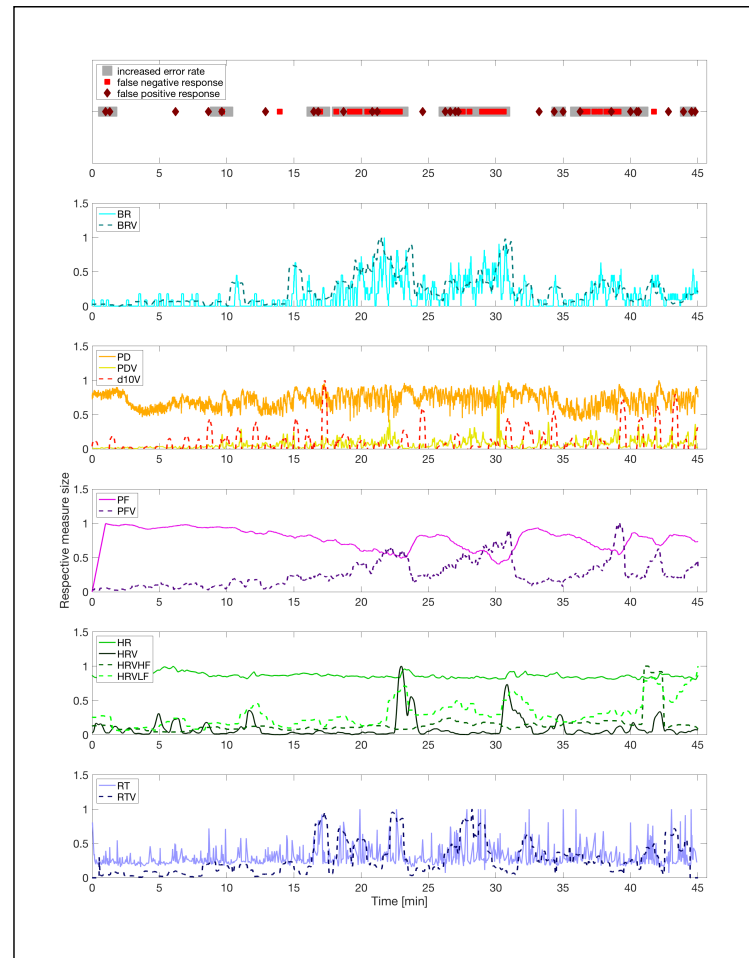 increased error rate
false negative response
false positive response
0 5 10 15 20 25 30 35 40 45
1.5
1
0.5
0
BR
BRV
0 5 10 15 20 25 30 35 40 45
1.5
1
0.5
0
PD
PDV
d10V
0 5 10 15 20 25 30 35 40 45
Respective measure size
1.5
1
0.5
0
PF
PFV
0 5 10 15 20 25 30 35 40 45
1.5
1
0.5
0
HR
HRV
HRVHF
HRVLF
0 5 10 15 20 25 30 35 40 45
1.5
1
0.5
0
RT
RTV
0 5 10 15 20 25 30 35 40 45
Time [min]